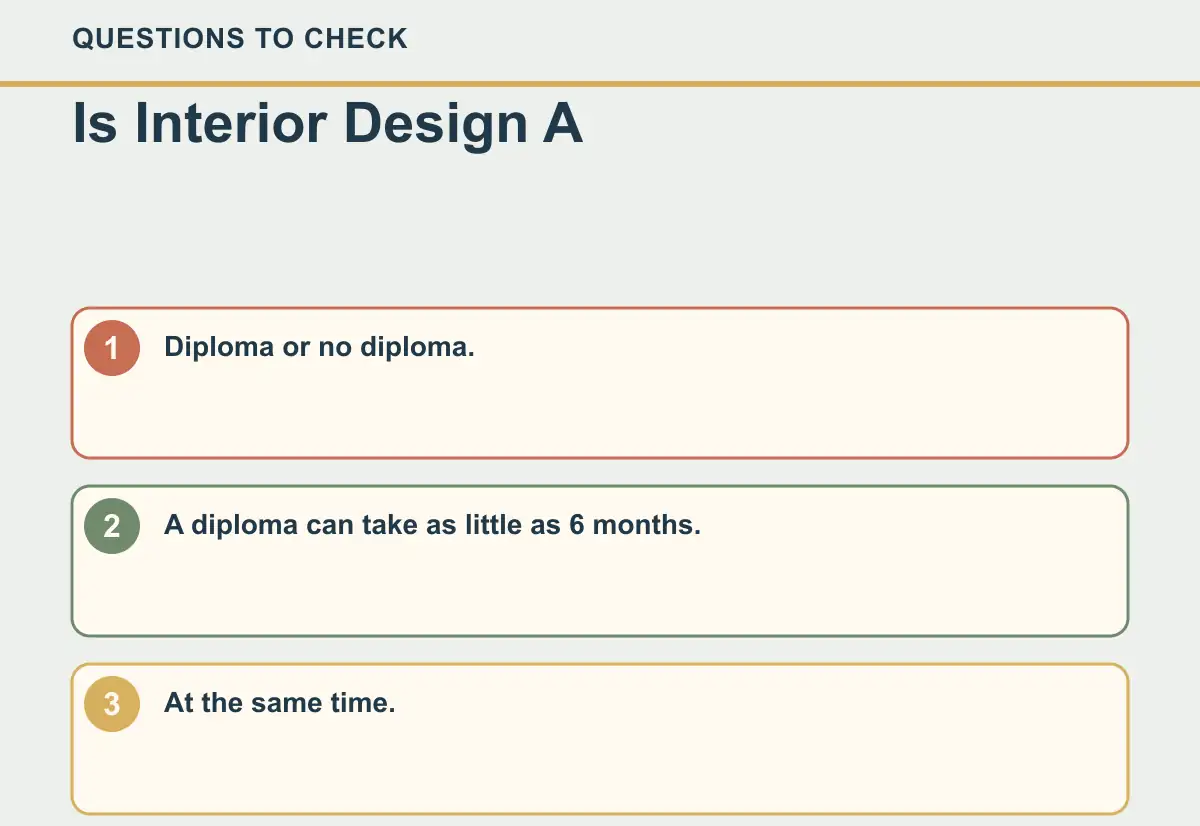 QUESTIONS TO CHECK
Is Interior Design A
1 Diploma or no diploma.
2 A diploma can take as little as 6 months.
3 At the same time.